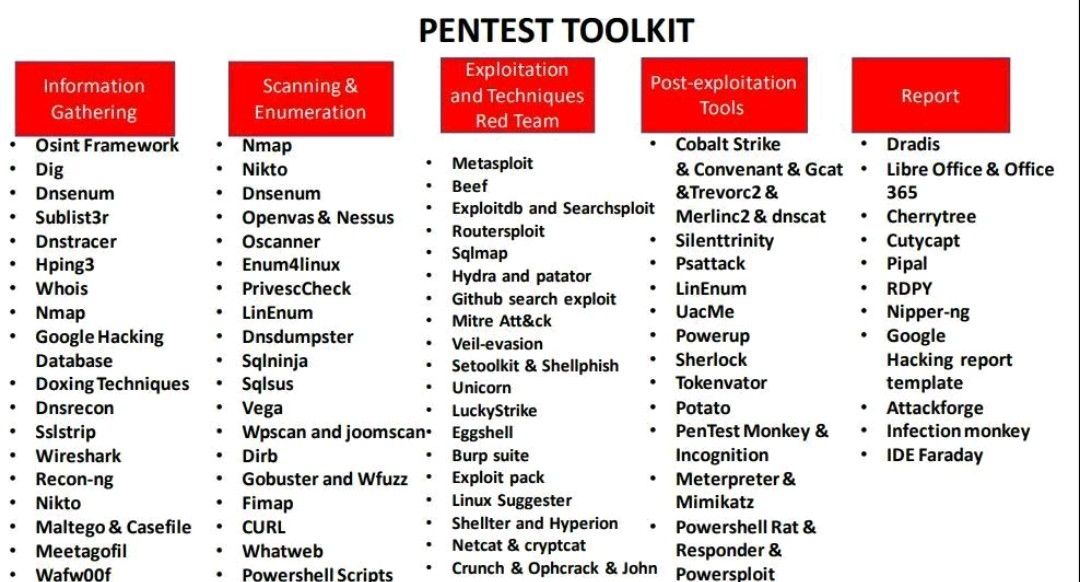 PENTEST TOOLKIT
Information
Gathering
• Osint Framework
• Dig
• Dnsenum
• Sublist3r
• Dnstracer
• Hping3
• Whois
• Nmap
• Google Hacking
Database
• Doxing Techniques
• Dnsrecon
• Sslstrip
• Wireshark
• Recon-ng
• Nikto
• Maltego & Casefile
• Meetagofil
• Wafw00f
Scanning &
Enumeration
• Nmap
• Nikto
• Dnsenum
• Openvas & Nessus
• Oscanner
• Enum4linux
• PrivescCheck
• LinEnum
• Dnsdumpster
• Sqlninja
• Sqlsus
• Vega
• Wpscan and joomscan
• Dirb
• Gobuster and Wfuzz
• Fimap
• CURL
• Whatweb
• Powershell Scripts
Exploitation
and Techniques
Red Team
• Metasploit
• Beef
• Exploitdb and Searchsploit
• Routersploit
• Sqlmap
• Hydra and patator
• Github search exploit
• Mitre Att&ck
• Veil-evasion
• Setoolkit & Shellphish
• Unicorn
• LuckyStrike
• Eggshell
• Burp suite
• Exploit pack
• Linux Suggester
• Shellter and Hyperion
• Netcat & cryptcat
• Crunch & Ophcrack & John
Post-exploitation
Tools
• Cobalt Strike
& Convenant & Gcat
&Trevorc2 &
Merlinc2 & dnscat
• Silenttrinity
• Psattack
• LinEnum
• UacMe
• Powerup
• Sherlock
• Tokenvator
• Potato
• PenTest Monkey &
Incognition
• Meterpreter &
Mimikatz
• Powershell Rat &
Responder &
Powersploit
Report
• Dradis
• Libre Office & Office
365
• Cherrytree
• Cutycapt
• Pipal
• RDPY
• Nipper-ng
• Google
Hacking report
template
• Attackforge
• Infection monkey
• IDE Faraday